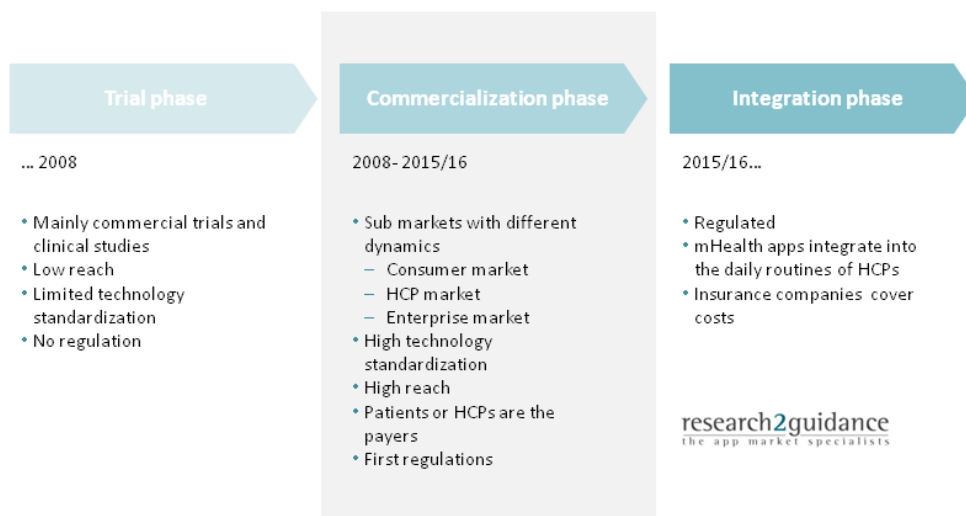 Trial phase
Commercialization phase
Integration phase
... 2008
• Mainly commercial trials and
clinical studies
• Low reach
• Limited technology
standardization
• No regulation
2008- 2015/16
• Sub markets with different
dynamics
– Consumer market
– HCP market
– Enterprise market
• High technology
standardization
• High reach
• Patients or HCPs are the
payers
• First regulations
2015/16...
• Regulated
• mHealth apps integrate into
the daily routines of HCPs
• Insurance companies cover
costs
research2guidance
the app market specialists